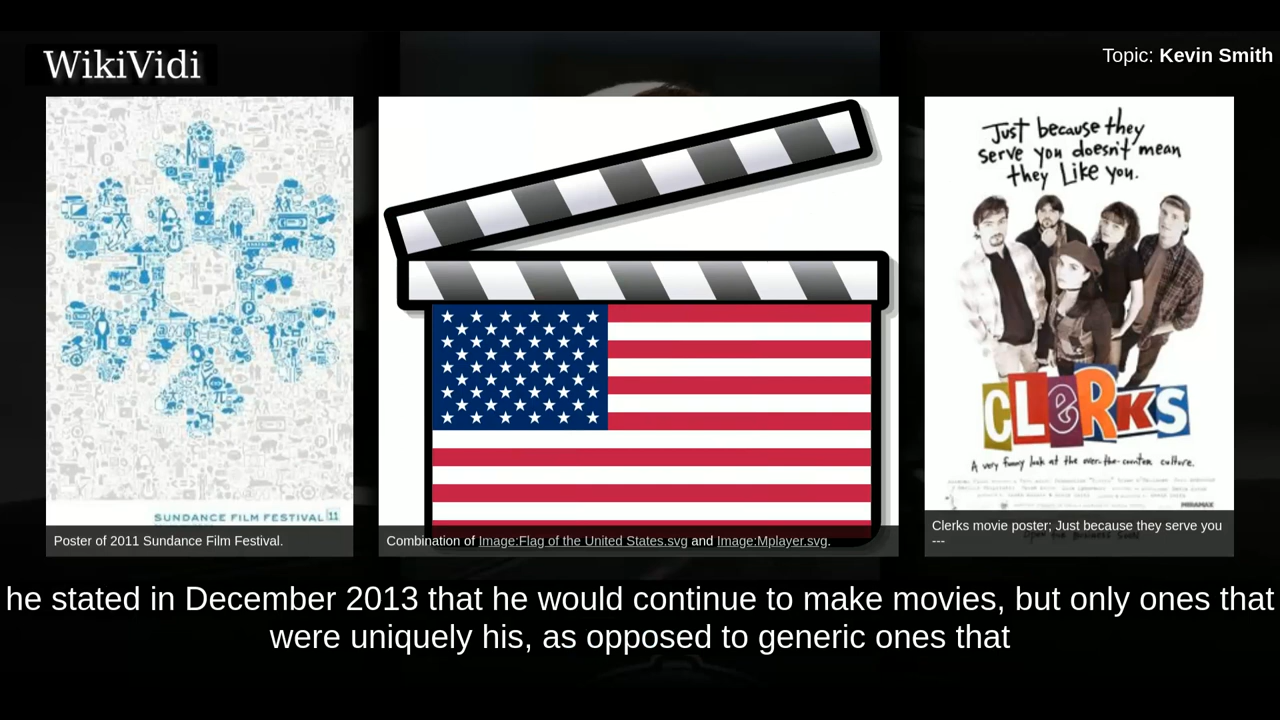 WikiVidi
Topic: Kevin Smith
Just because they
serve you doesn't mean
they Like you.
CLeRKS
A very funny look at the over-the-counter culture.
MIRAMAX
SUNDANCE FILM FESTIVAL 11
Poster of 2011 Sundance Film Festival.
Combination of Image:Flag of the United States.svg and Image:Mplayer.svg.
Clerks movie poster; Just because they serve you
---
he stated in December 2013 that he would continue to make movies, but only ones that
were uniquely his, as opposed to generic ones that